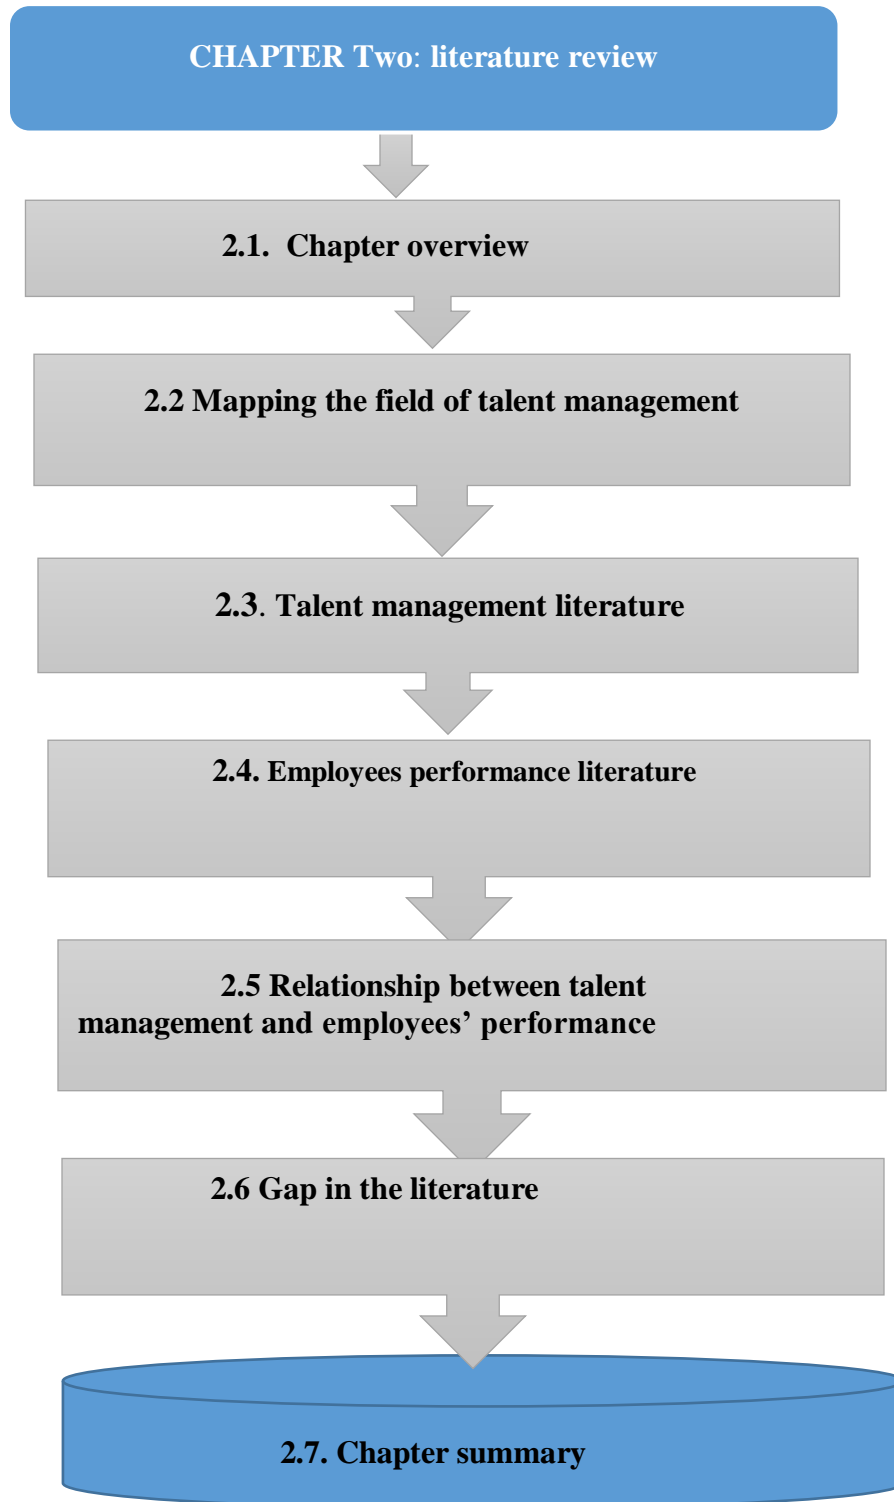 CHAPTER Two: literature review
2.1. Chapter overview
2.2 Mapping the field of talent management
2.3. Talent management literature
2.4. Employees performance literature
2.5 Relationship between talent
management and employees’ performance
2.6 Gap in the literature
2.7. Chapter summary